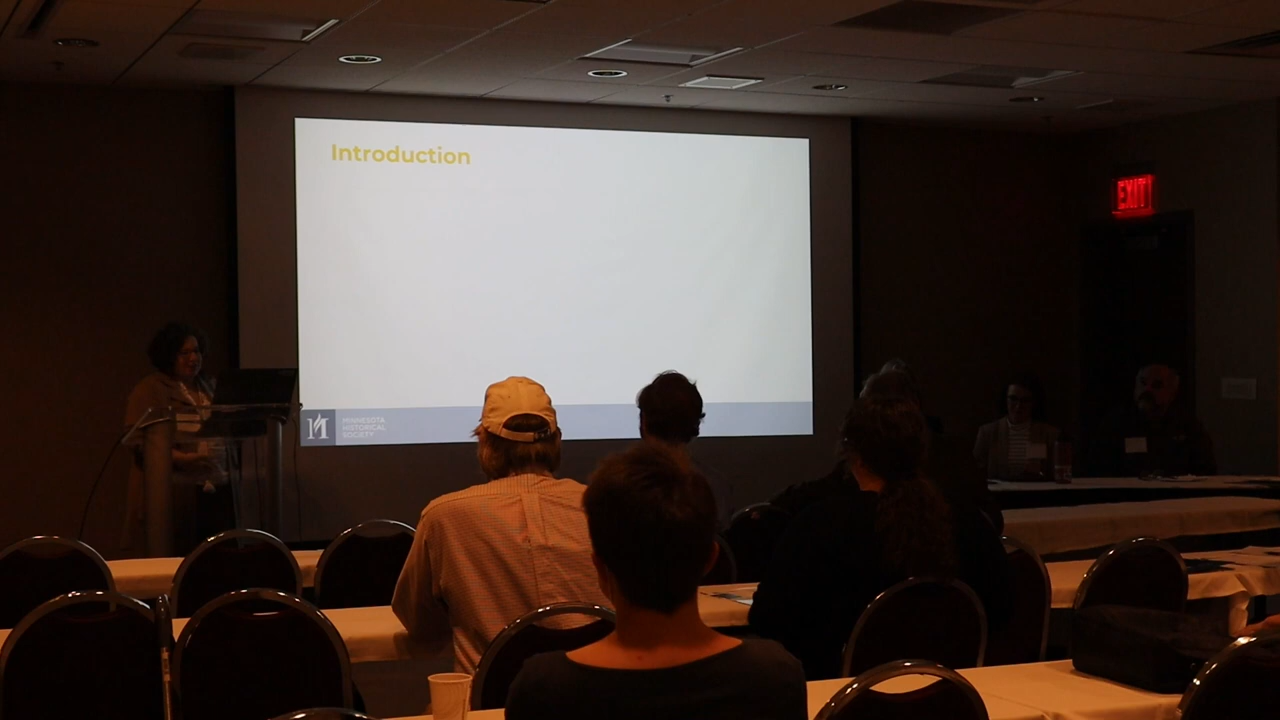 Introduction
EXIT
MINNESOTA
HISTORICAL
SOCIETY